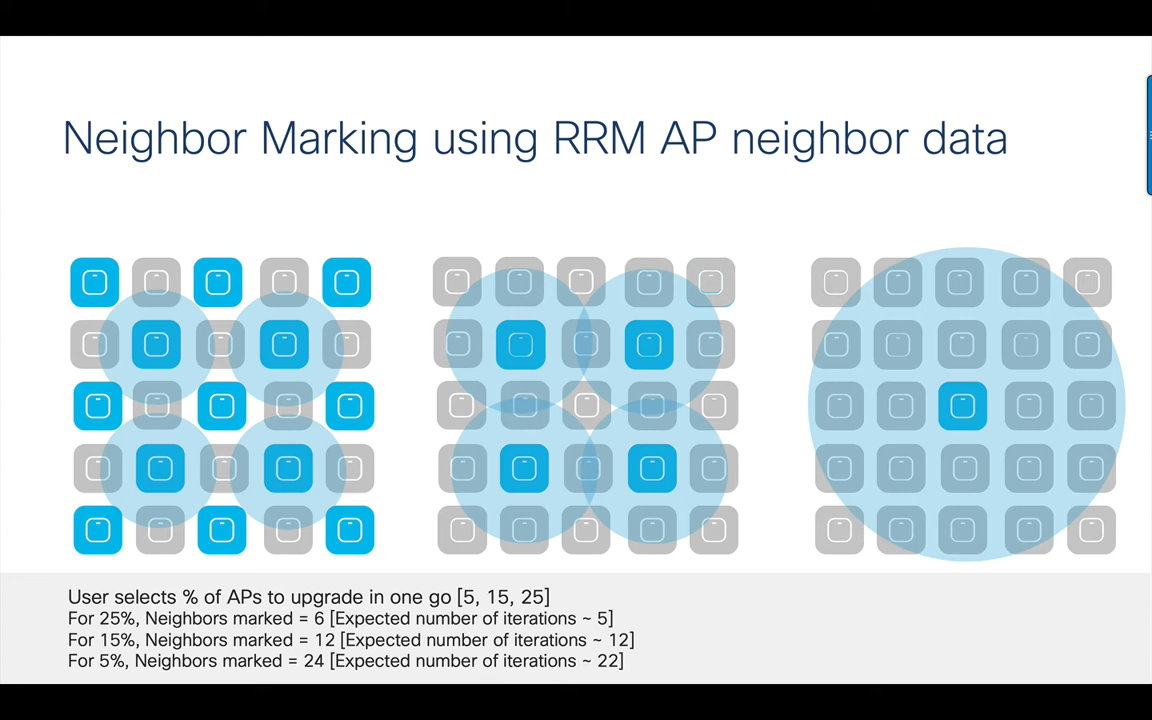 Neighbor Marking using RRM AP neighbor data
User selects % of APs to upgrade in one go [5, 15, 25]
For 25%, Neighbors marked = 6 [Expected number of iterations ~ 5]
For 15%, Neighbors marked = 12 [Expected number of iterations ~ 12]
For 5%, Neighbors marked = 24 [Expected number of iterations ~ 22]